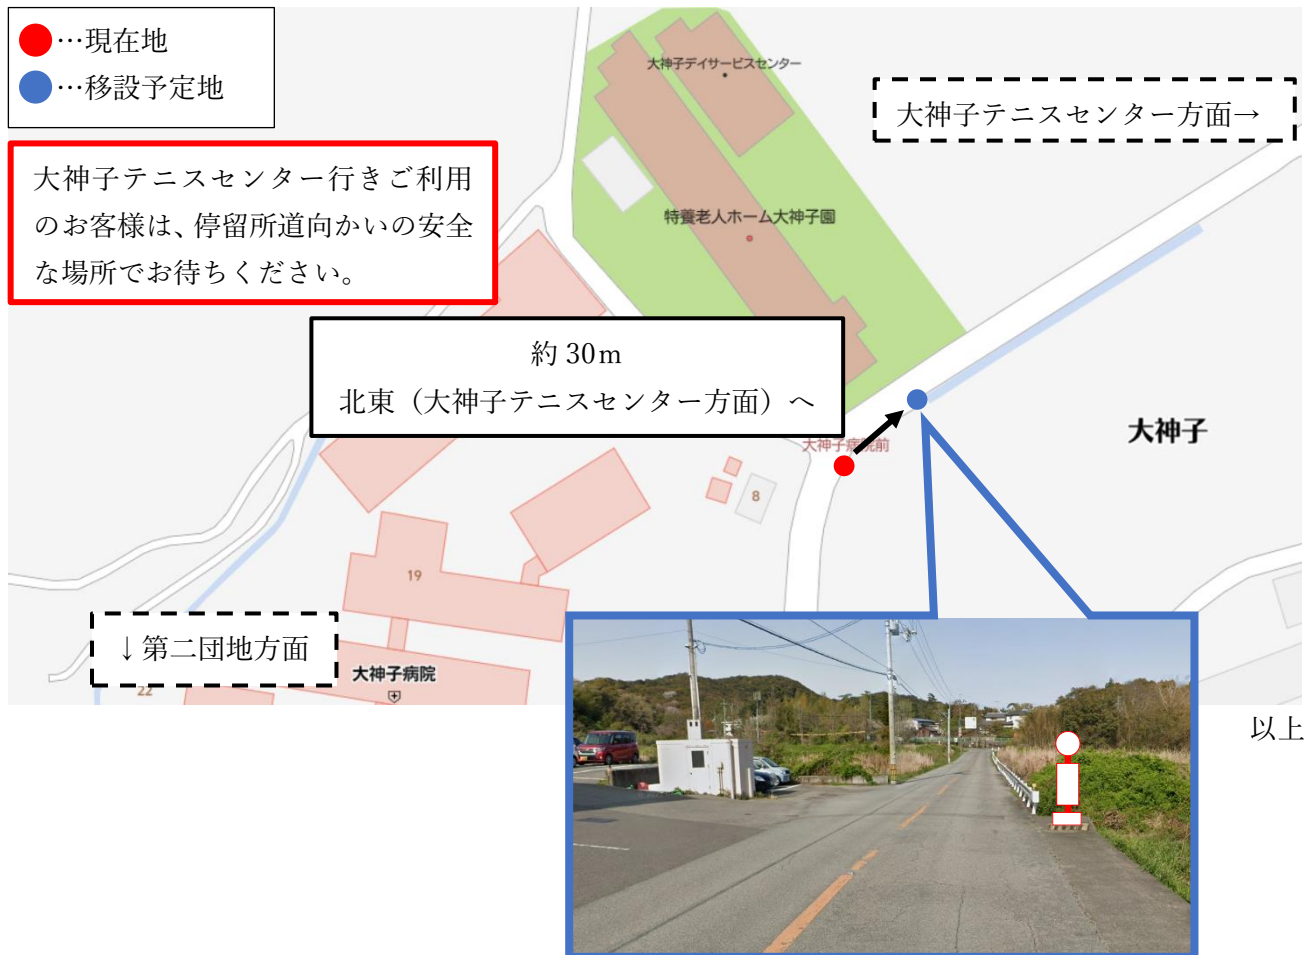 ●…現在地
●…移設予定地
大神子テニスセンター行きご利用
のお客様は、停留所道向かいの安全
な場所でお待ちください。
大神子デイサービスセンター
大神子テニスセンター方面→
特養老人ホーム大神子園
約 30m
北東（大神子テニスセンター方面）へ
大神子病院前
大神子
8
19
↓第二団地方面
大神子病院
22
以上